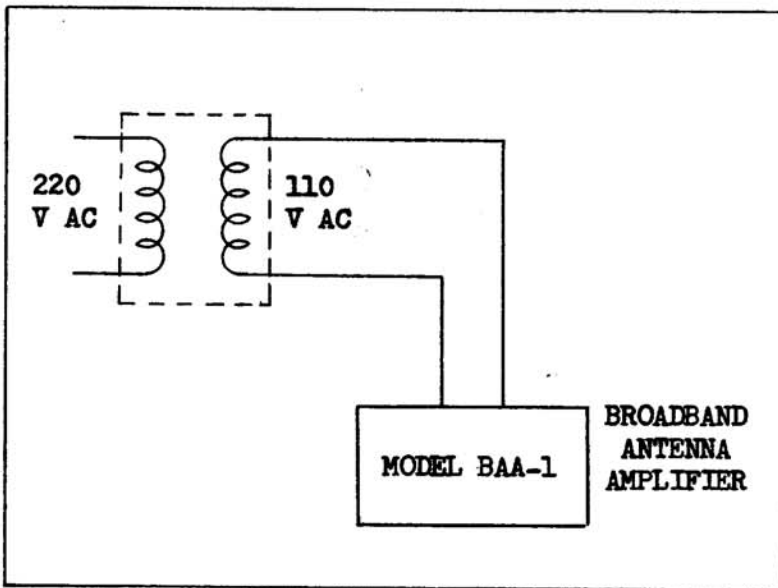 220
V AC
110
V AC
MODEL BAA-1
BROADBAND
ANTENNA
AMPLIFIER